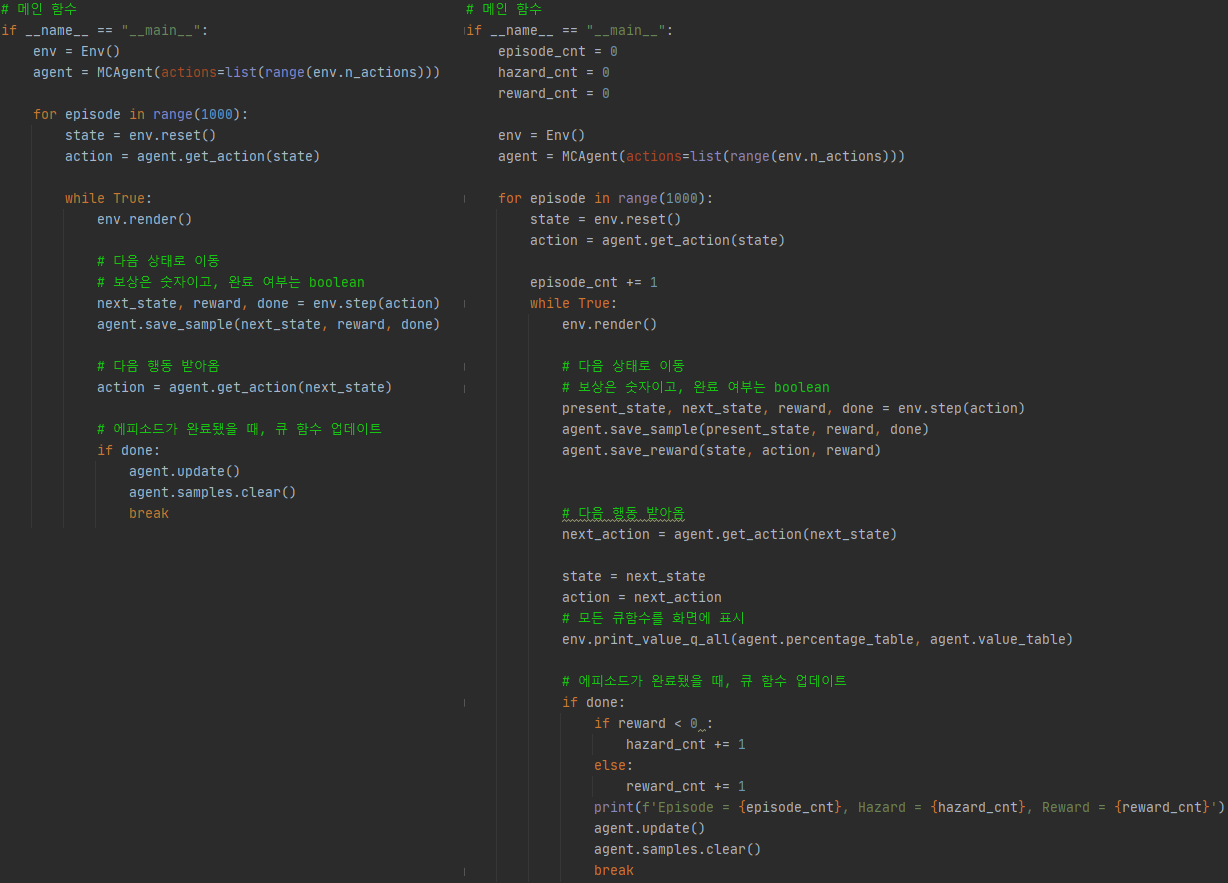 # 메인 함수
if __name__ == "__main__":
    env = Env()
    agent = MCAgent(actions=list(range(env.n_actions)))

    for episode in range(1000):
        state = env.reset()
        action = agent.get_action(state)

        while True:
            env.render()

            # 다음 상태로 이동
            # 보상은 숫자이고, 완료 여부는 boolean
            next_state, reward, done = env.step(action)
            agent.save_sample(next_state, reward, done)

            # 다음 행동 받아옴
            action = agent.get_action(next_state)

            # 에피소드가 완료됐을 때, 큐 함수 업데이트
            if done:
                agent.update()
                agent.samples.clear()
                break

# 메인 함수
if __name__ == "__main__":
    episode_cnt = 0
    hazard_cnt = 0
    reward_cnt = 0

    env = Env()
    agent = MCAgent(actions=list(range(env.n_actions)))

    for episode in range(1000):
        state = env.reset()
        action = agent.get_action(state)

        episode_cnt += 1
        while True:
            env.render()

            # 다음 상태로 이동
            # 보상은 숫자이고, 완료 여부는 boolean
            present_state, next_state, reward, done = env.step(action)
            agent.save_sample(present_state, reward, done)
            agent.save_reward(state, action, reward)


            # 다음 행동 받아옴
            next_action = agent.get_action(next_state)

            state = next_state
            action = next_action
            # 모든 큐함수를 화면에 표시
            env.print_value_q_all(agent.percentage_table, agent.value_table)

            # 에피소드가 완료됐을 때, 큐 함수 업데이트
            if done:
                if reward < 0 :
                    hazard_cnt += 1
                else:
                    reward_cnt += 1
                print(f'Episode = {episode_cnt}, Hazard = {hazard_cnt}, Reward = {reward_cnt}')
                agent.update()
                agent.samples.clear()
                break